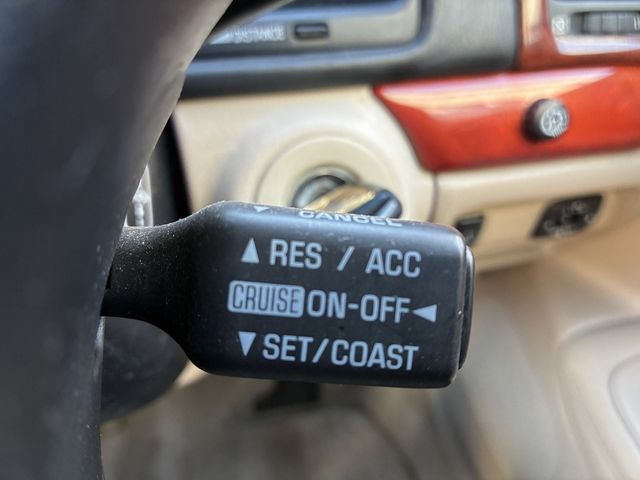 ▼ CANCEL
▲ RES / ACC
CRUISE ON-OFF ◄
▼ SET/COAST